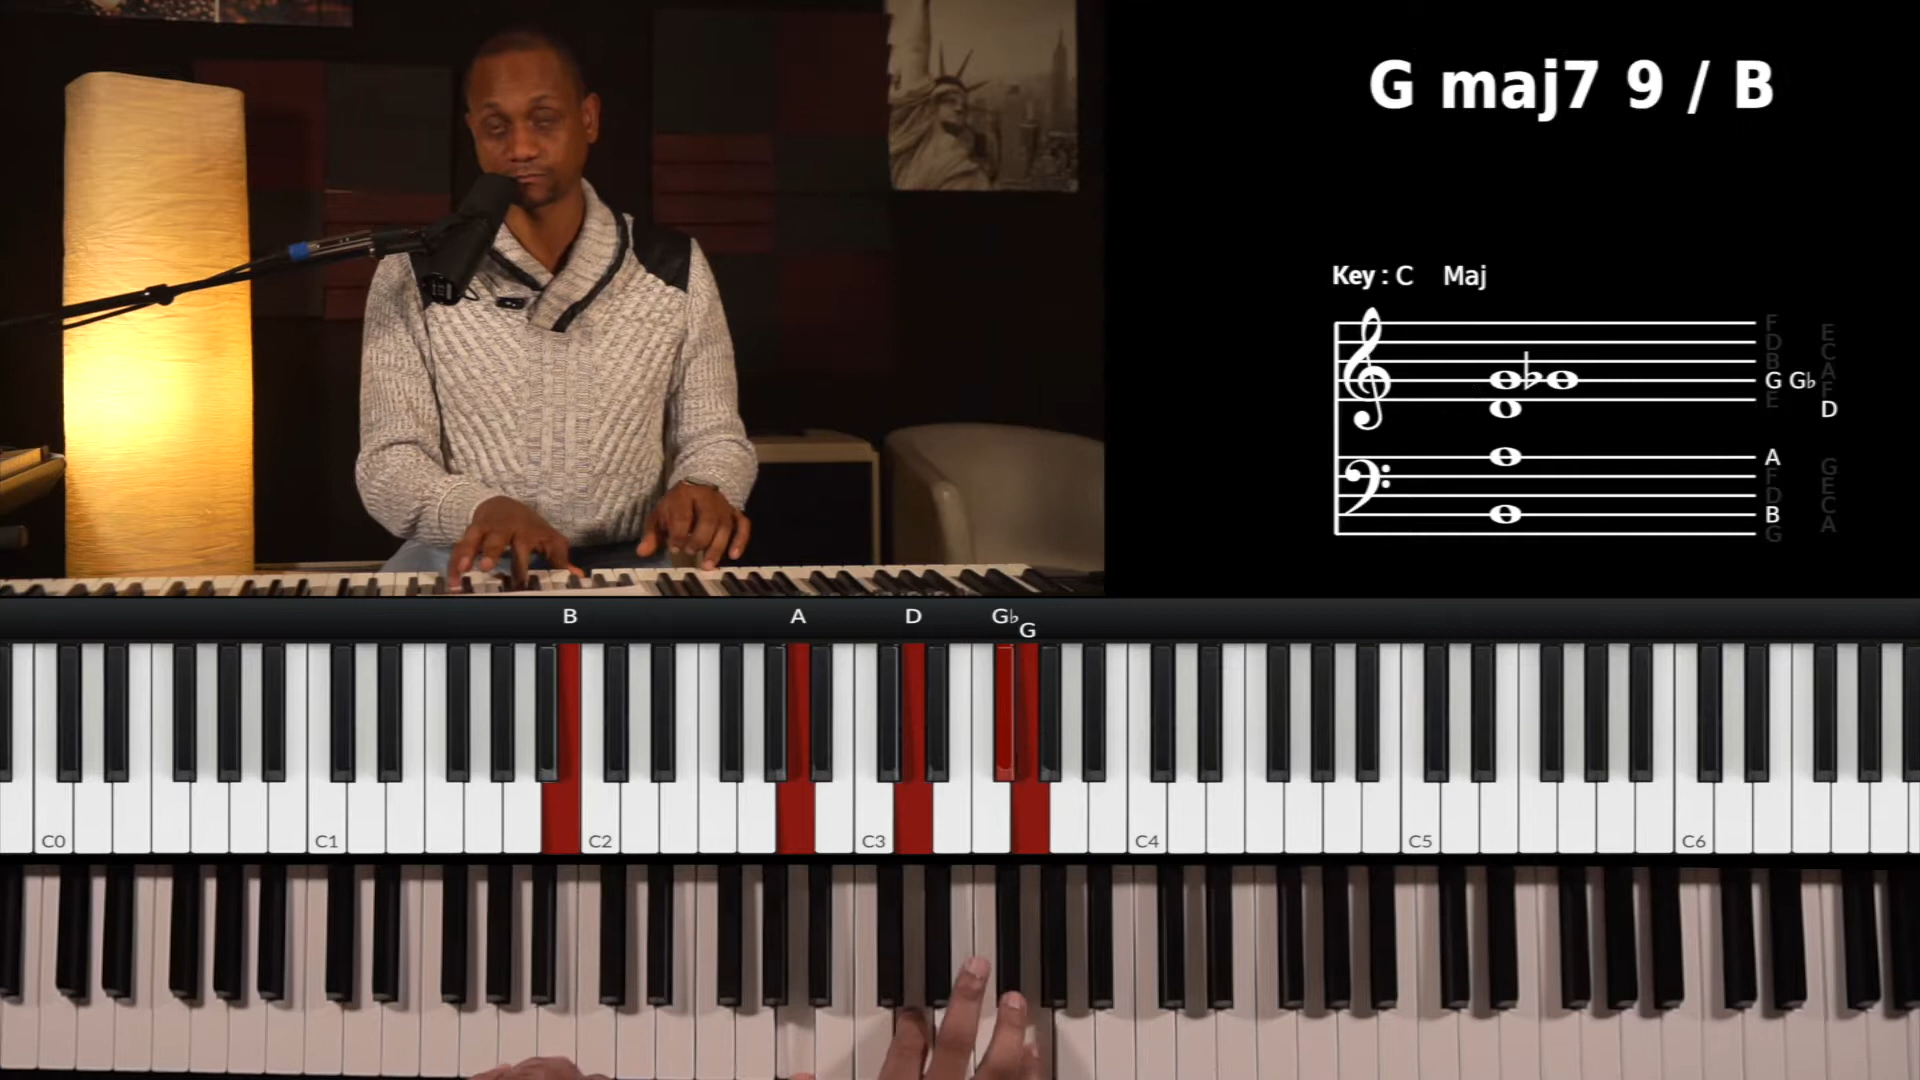 G maj7 9 / B
Key : C Maj
F
E
D
C
B
A
G G♭
F
E
D
A
G
F
E
D
C
B
A
G
B A D G♭
G
C0 C1 C2 C3 C4 C5 C6